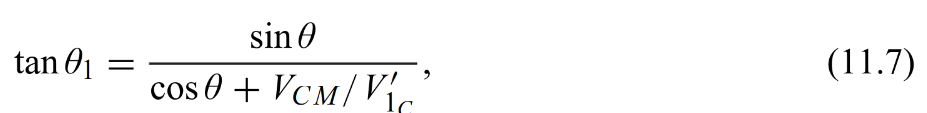 tan θ₁ = sin θ / (cos θ + V_CM / V′_1C), (11.7)